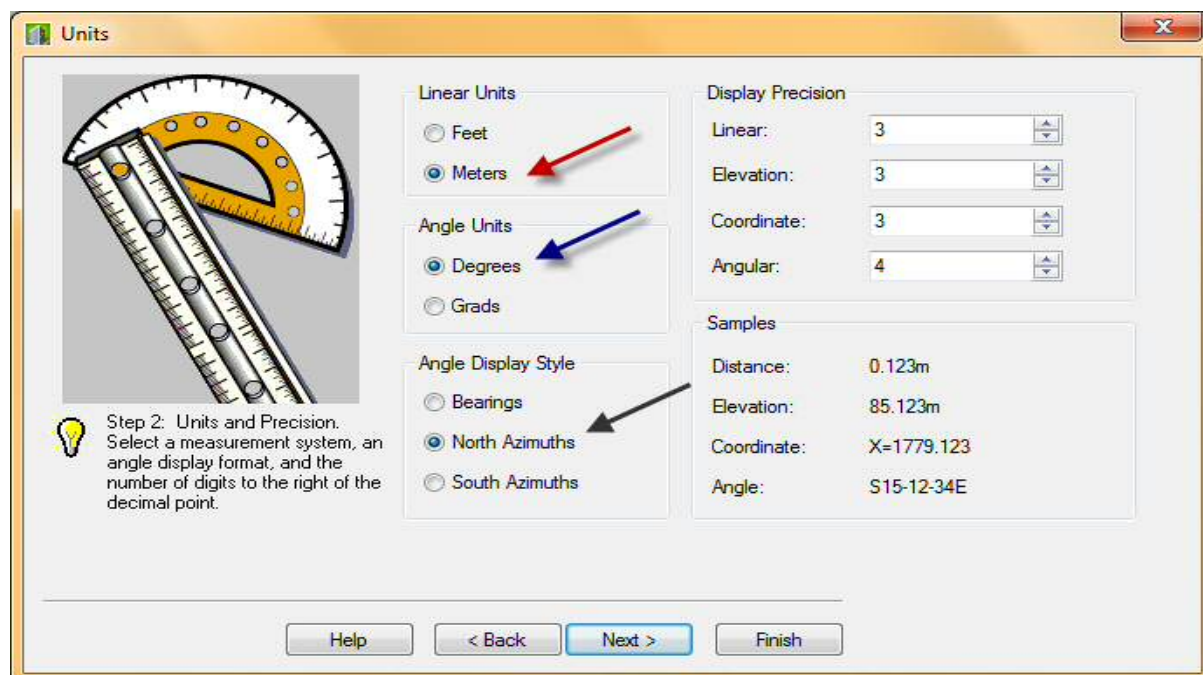 Units
Linear Units
Feet
Meters
Angle Units
Degrees
Grads
Angle Display Style
Bearings
North Azimuths
South Azimuths
Display Precision
Linear: 3
Elevation: 3
Coordinate: 3
Angular: 4
Samples
Distance: 0.123m
Elevation: 85.123m
Coordinate: X=1779.123
Angle: S15-12-34E
Step 2: Units and Precision.
Select a measurement system, an
angle display format, and the
number of digits to the right of the
decimal point.
Help
< Back
Next >
Finish